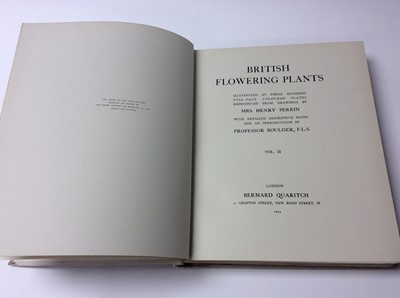 BRITISH
FLOWERING PLANTS
ILLUSTRATED BY THREE HUNDRED
FULL-PAGE COLOURED PLATES
REPRODUCED FROM DRAWINGS BY
MRS. HENRY PERRIN
WITH DETAILED DESCRIPTIVE NOTES
AND AN INTRODUCTION BY
PROFESSOR BOULGER, F.L.S.
VOL. II
LONDON
BERNARD QUARITCH
GRAFTON STREET, NEW BOND STREET, W.
1914